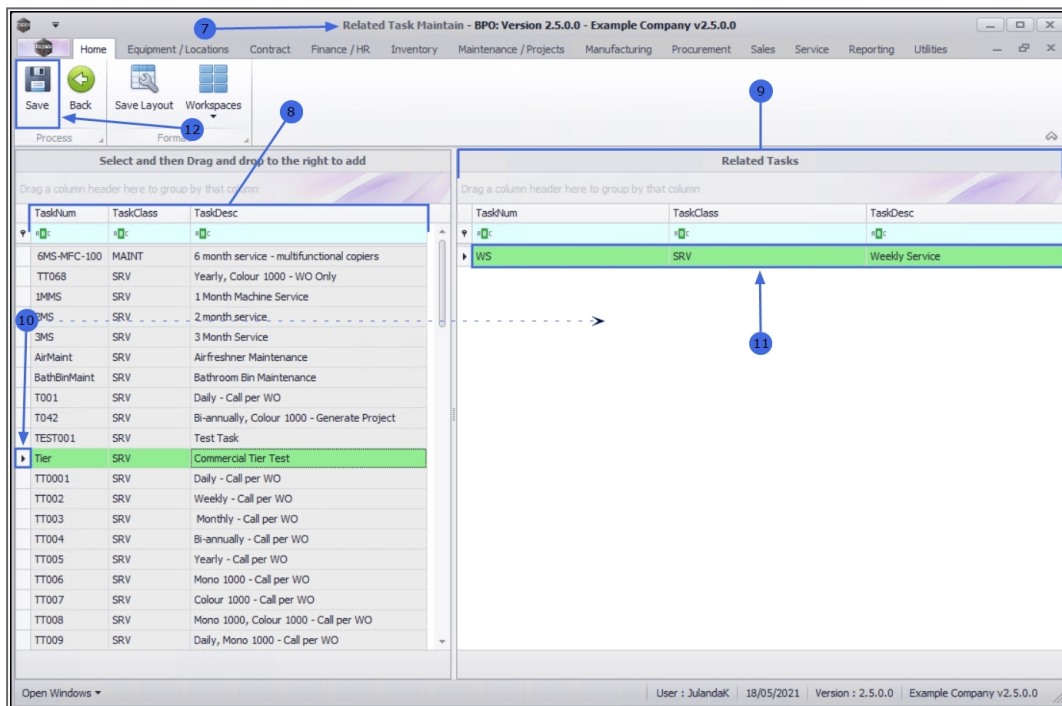 7
Related Task Maintain - BPO: Version 2.5.0.0 - Example Company v2.5.0.0
Home Equipment / Locations Contract Finance / HR Inventory Maintenance / Projects Manufacturing Procurement Sales Service Reporting Utilities
Save Back Save Layout Workspaces
8
9
12
Process
Select and then Drag and drop to the right to add
Related Tasks
Drag a column header here to group by that column
Drag a column header here to group by that column
TaskNum TaskClass TaskDesc
TaskNum TaskClass TaskDesc
WS SRV Weekly Service
6MS-MFC-100 MAINT 6 month service - multifunctional copiers
TT068 SRV Yearly, Colour 1000 - WO Only
1MMS SRV 1 Month Machine Service
10
SRV 2 month service
3MS SRV 3 Month Service
11
AirMaint SRV Airfreshner Maintenance
BathBinMaint SRV Bathroom Bin Maintenance
T001 SRV Daily - Call per WO
T042 SRV Bi-annually, Colour 1000 - Generate Project
TEST001 SRV Test Task
Tier SRV Commercial Tier Test
TT0001 SRV Daily - Call per WO
TT002 SRV Weekly - Call per WO
TT003 SRV Monthly - Call per WO
TT004 SRV Bi-annually - Call per WO
TT005 SRV Yearly - Call per WO
TT006 SRV Mono 1000 - Call per WO
TT007 SRV Colour 1000 - Call per WO
TT008 SRV Mono 1000, Colour 1000 - Call per WO
TT009 SRV Daily, Mono 1000 - Call per WO
Open Windows
User : JulandaK 18/05/2021 Version : 2.5.0.0 Example Company v2.5.0.0